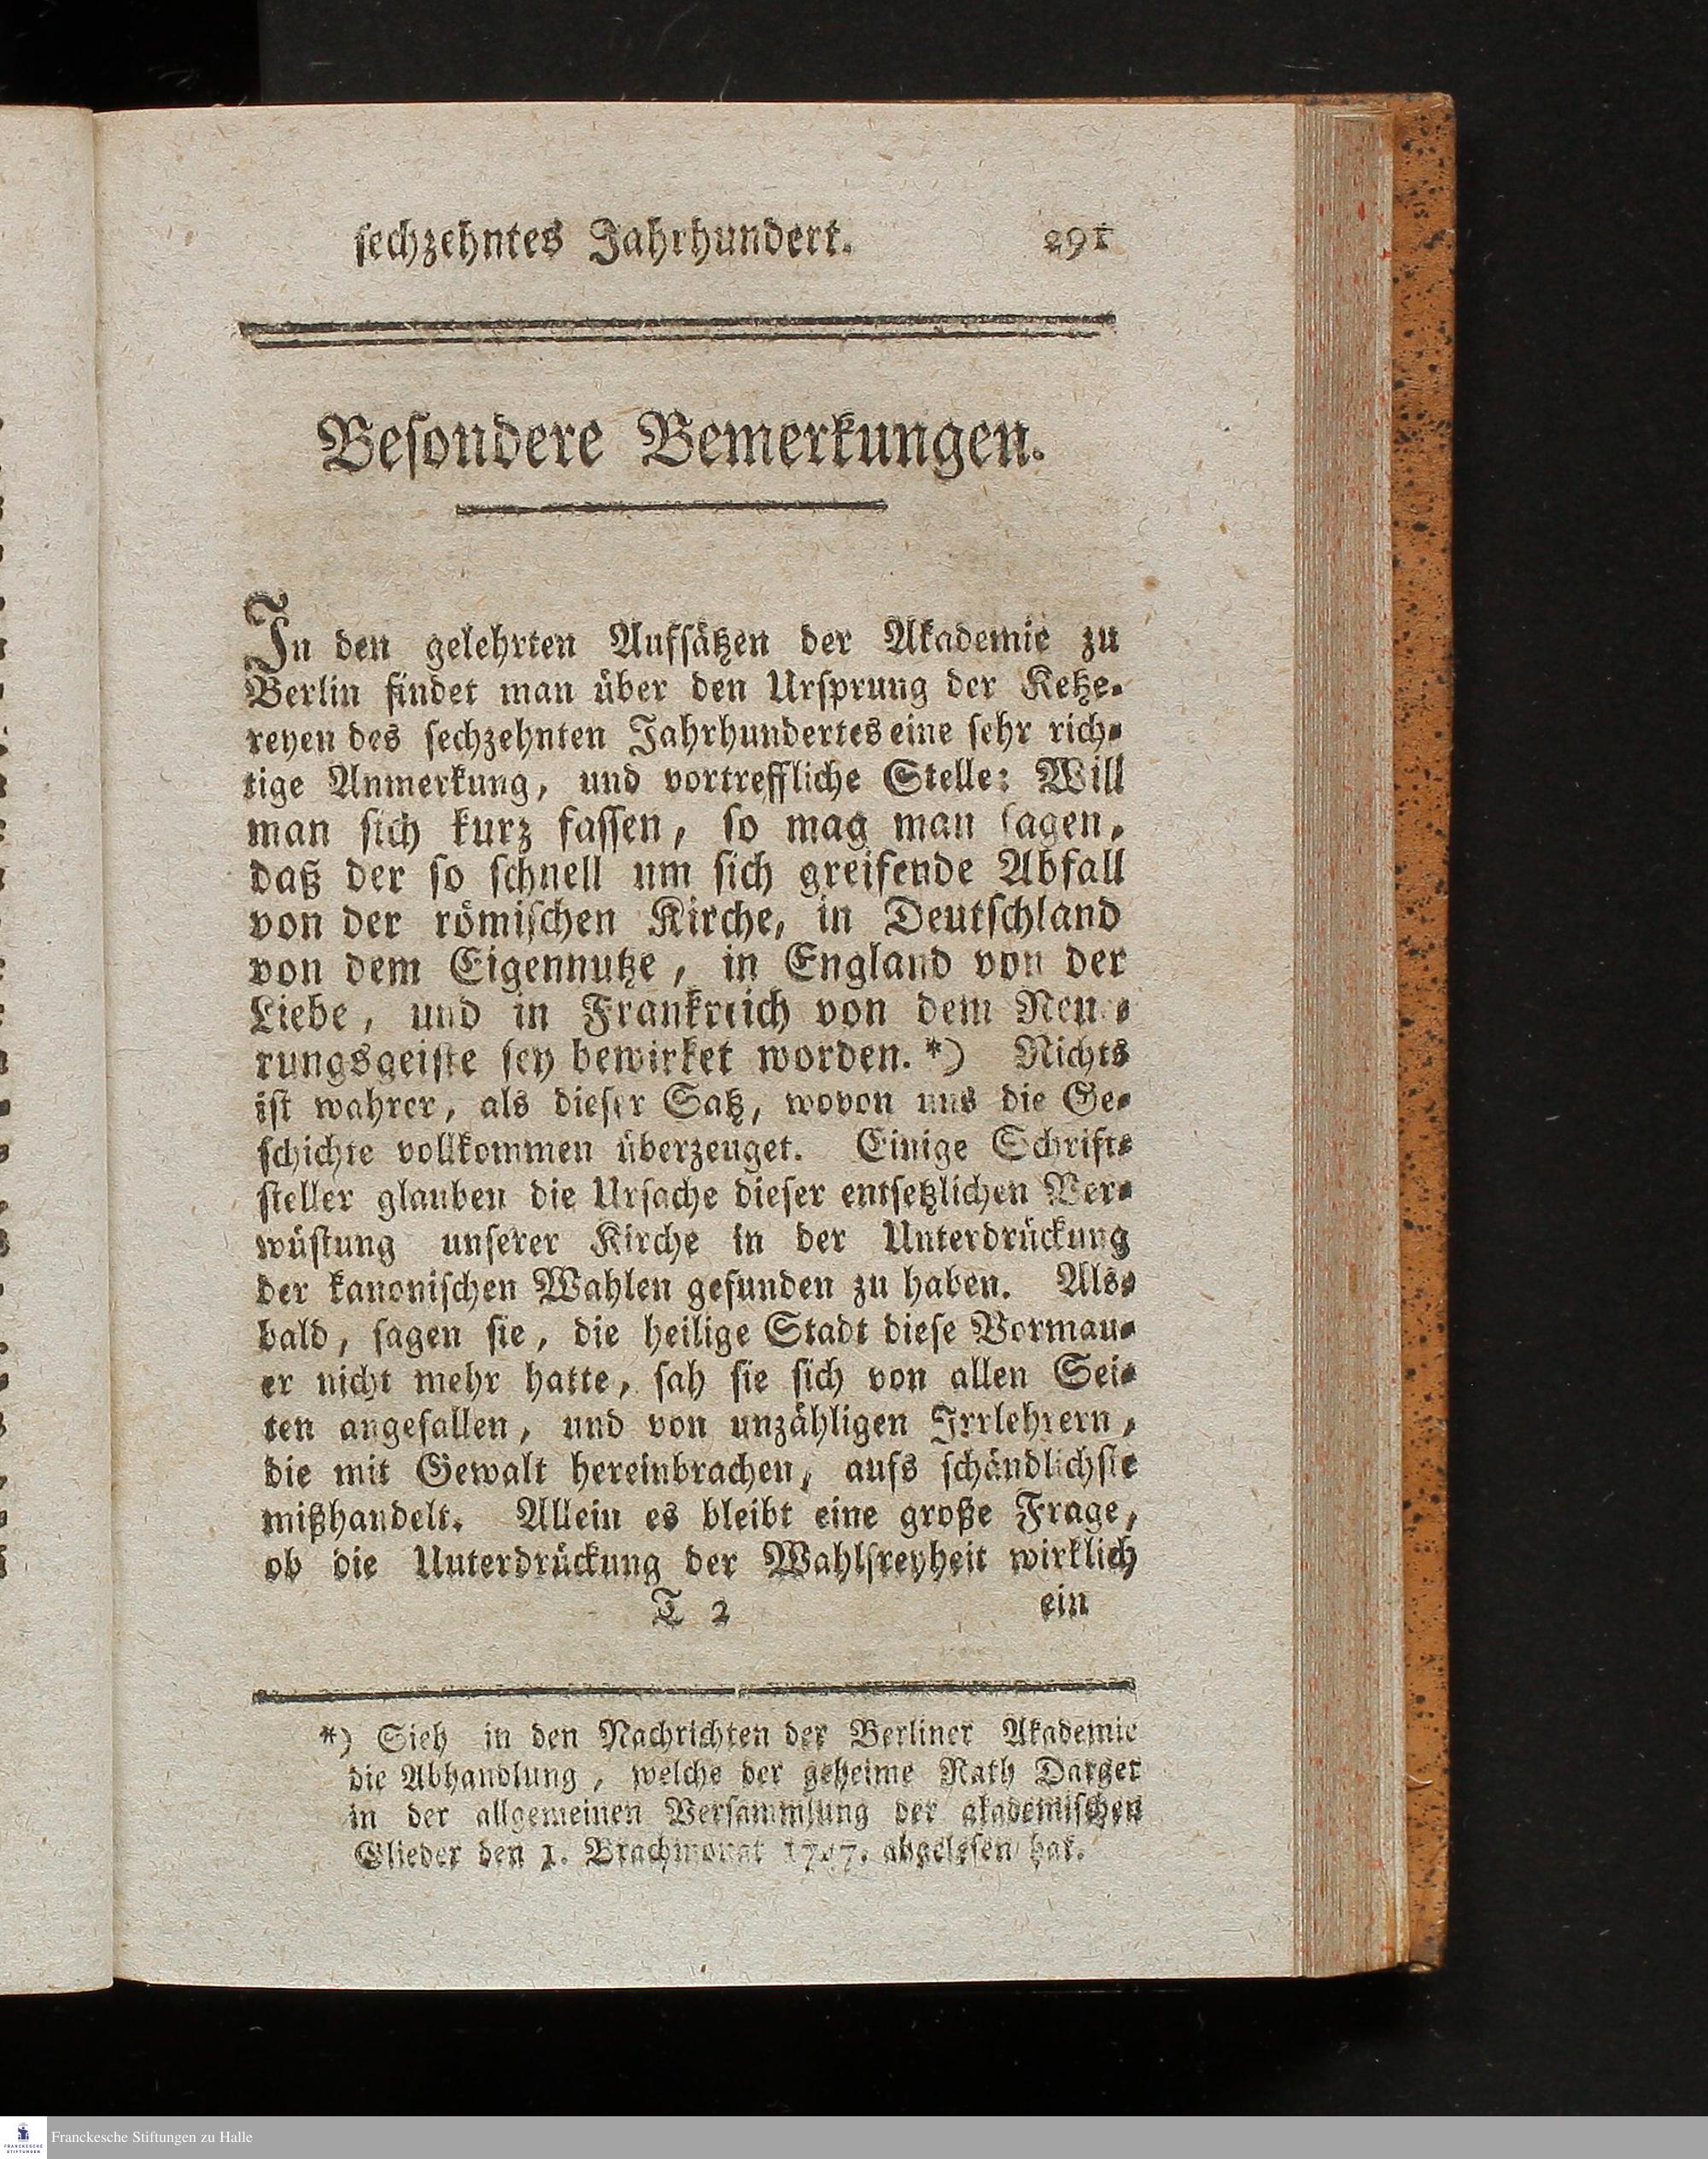 sechzehntes Jahrhundert. 291
Besondere Bemerkungen.
In den gelehrten Aufsätzen der Akademie zu
Berlin findet man über den Ursprung der Ketze-
reyen des sechzehnten Jahrhundertes eine sehr rich-
tige Anmerkung, und vortreffliche Stelle: Will
man sich kurz fassen, so mag man sagen,
daß der so schnell um sich greifende Abfall
von der römischen Kirche, in Deutschland
von dem Eigennutze, in England von der
Liebe, und in Frankreich von dem Neue-
rungsgeiste sey bewirket worden. *) Nichts
ist wahrer, als dieser Satz, wovon uns die Ge-
schichte vollkommen überzeuget. Einige Schrift-
steller glauben die Ursache dieser entsetzlichen Ver-
wüstung unserer Kirche in der Unterdrückung
der kanonischen Wahlen gefunden zu haben. Als-
bald, sagen sie, die heilige Stadt diese Vormau-
er nicht mehr hatte, sah sie sich von allen Sei-
ten angefallen, und von unzähligen Irrlehrern,
die mit Gewalt hereinbrachen, aufs schändlichste
mißhandelt. Allein es bleibt eine große Frage,
ob die Unterdrückung der Wahlfreyheit wirklich
T 2 ein
*) Sieh in den Nachrichten der Berliner Akademie
die Abhandlung, welche der geheime Rath Darget
in der allgemeinen Versammlung der akademischen
Glieder den 1. Brachmonat abgelesen hat.
Franckesche Stiftungen zu Halle
FRANCKESCHE
STIFTUNGEN